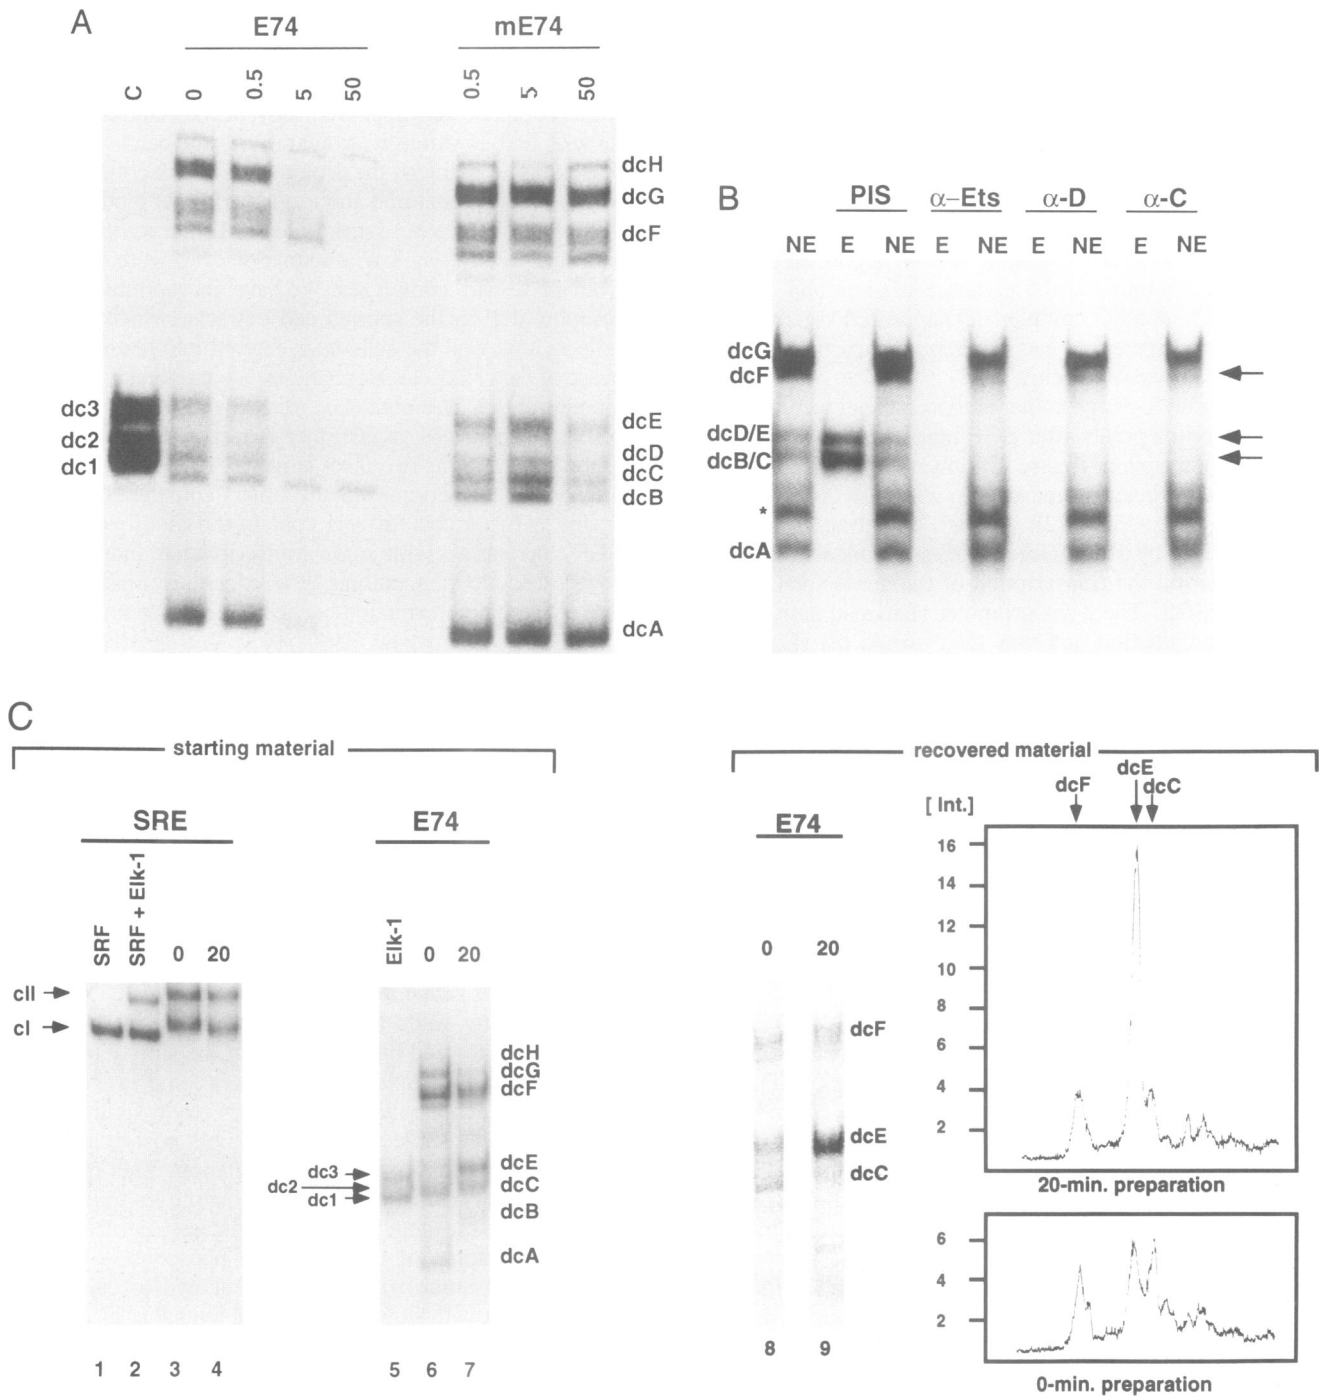 A
E74
mE74
C
0
0.5
5
50
0.5
5
50
dcH
dcG
dcF
dc3
dc2
dc1
dcE
dcD
dcC
dcB
dcA
B
PIS
α–Ets
α-D
α-C
NE
E
NE
E
NE
E
NE
E
NE
dcG
dcF
dcD/E
dcB/C
*
dcA
C
starting material
SRE
E74
SRF
SRF + Elk-1
0
20
Elk-1
0
20
cII
cI
dcH
dcG
dcF
dc3
dc2
dc1
dcE
dcC
dcB
dcA
1
2
3
4
5
6
7
recovered material
E74
0
20
dcF
dcE
dcC
8
9
dcF
dcE
dcC
[ Int.]
16
14
12
10
8
6
4
2
20-min. preparation
6
4
2
0-min. preparation